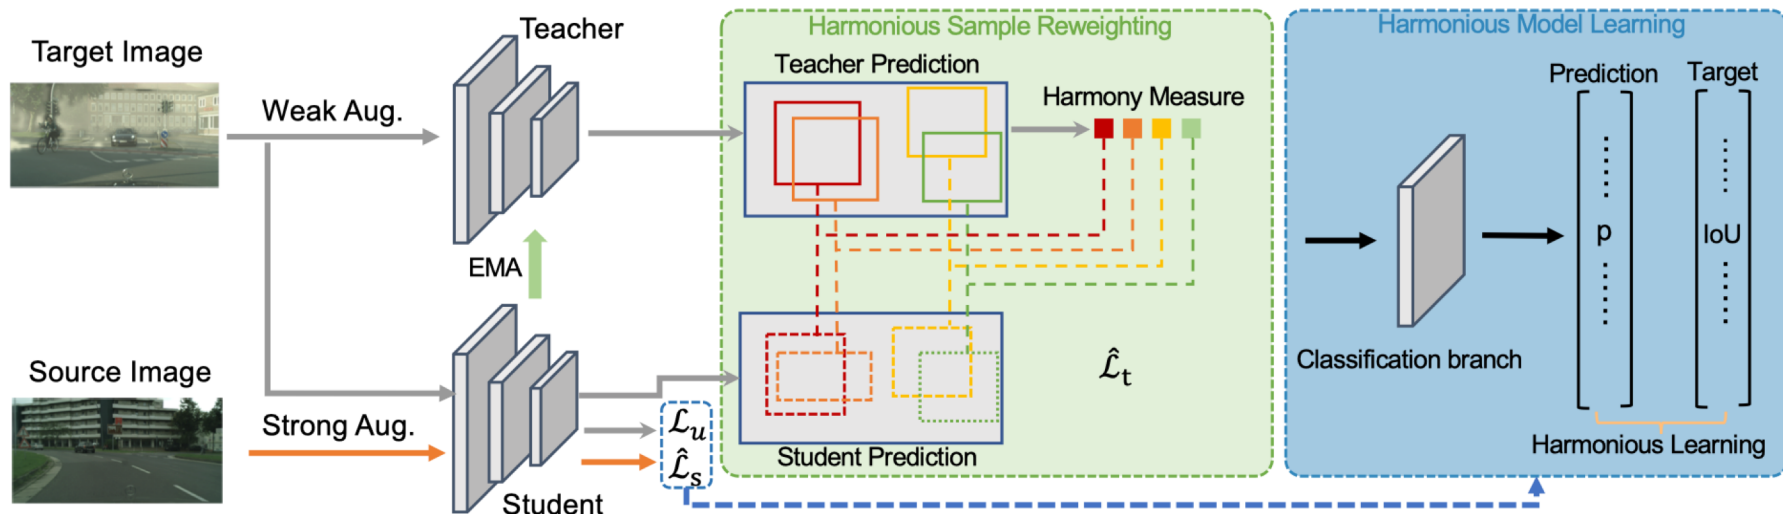 Target Image
Weak Aug.
Teacher
EMA
Source Image
Strong Aug.
Student
ℒu
ℒ̂s
Harmonious Sample Reweighting
Teacher Prediction
Harmony Measure
ℒ̂t
Student Prediction
Harmonious Model Learning
Prediction
Target
p
IoU
Classification branch
Harmonious Learning